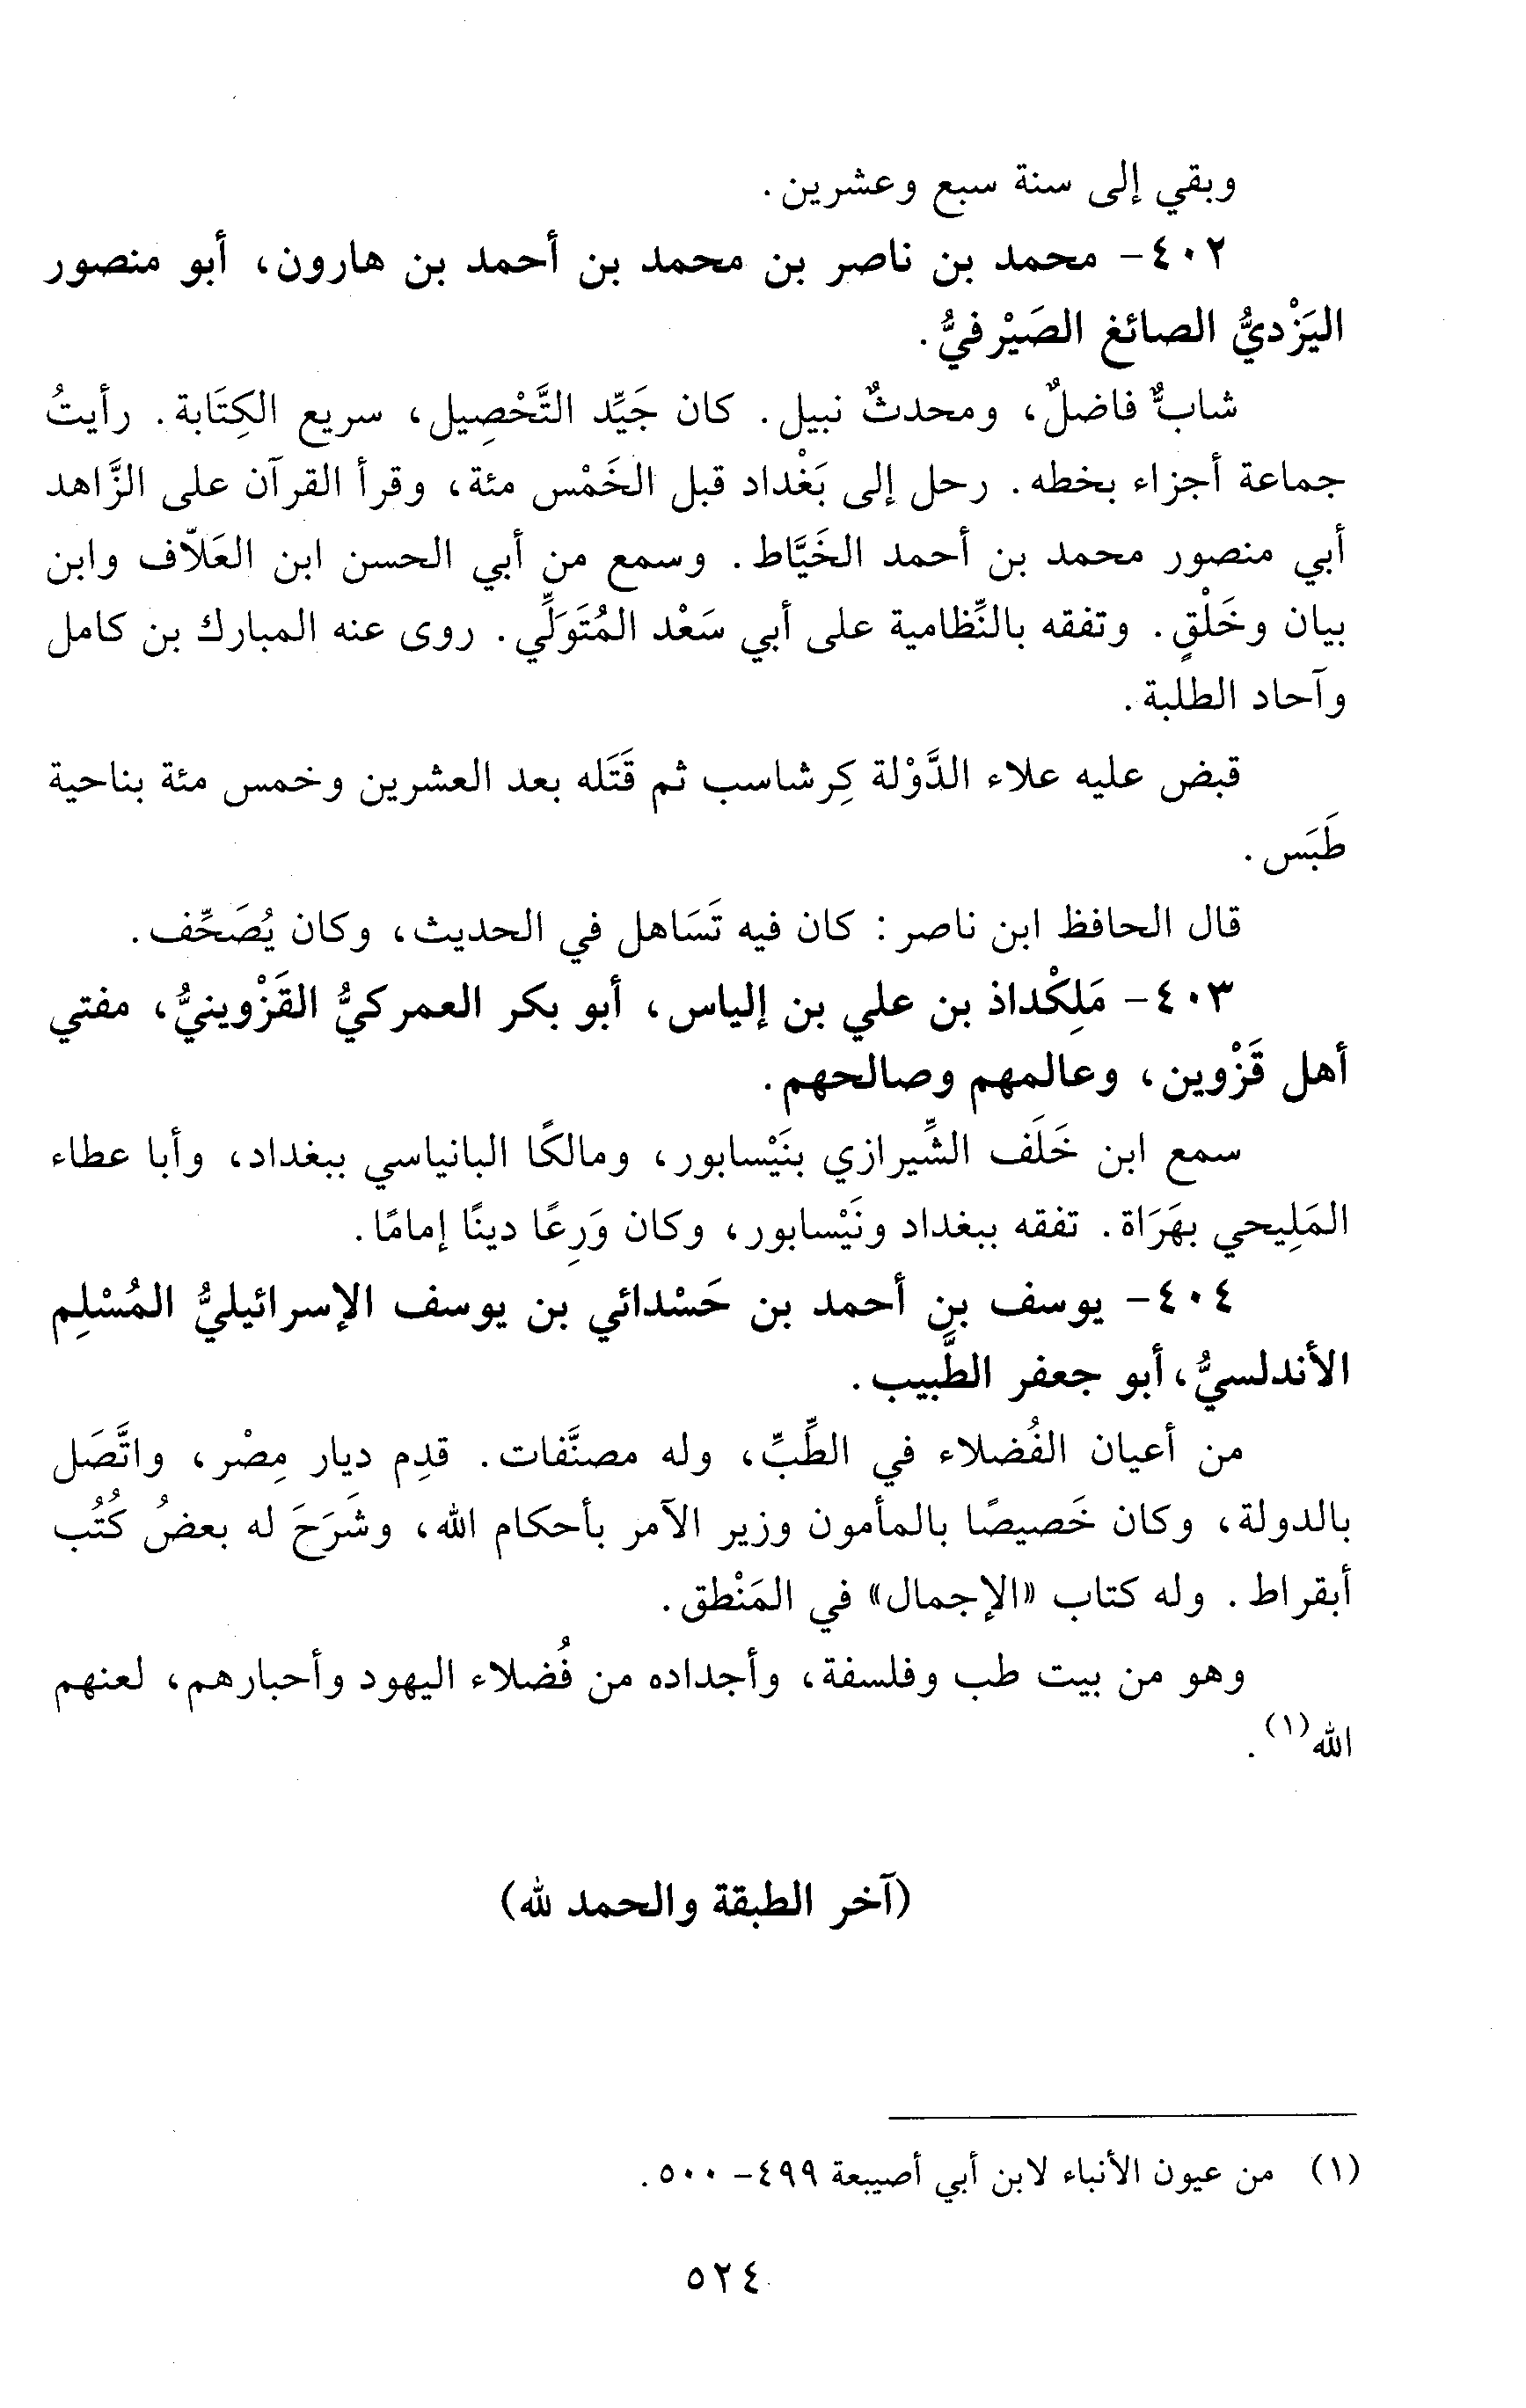 وبقي إلى سنة سبع وعشرين.
٤٠٢- محمد بن ناصر بن محمد بن أحمد بن هارون، أبو منصور
اليَزْديُّ الصائغ الصَيْرفيُّ.
شابٌّ فاضلٌ، ومحدثٌ نبيل. كان جَيِّد التَّحْصِيل، سريع الكِتَابة. رأيتُ
جماعة أجزاء بخطه. رحل إلى بَغْداد قبل الخَمْس مئة، وقرأ القرآن على الزَّاهد
أبي منصور محمد بن أحمد الخَيَّاط. وسمع من أبي الحسن ابن العَلّاف وابن
بيان وخَلْقٍ. وتفقه بالنِّظامية على أبي سَعْد المُتَوَلِّي. روى عنه المبارك بن كامل
وآحاد الطلبة.
قبض عليه علاء الدَّوْلة كِرشاسب ثم قَتَله بعد العشرين وخمس مئة بناحية
طَبَس.
قال الحافظ ابن ناصر: كان فيه تَسَاهل في الحديث، وكان يُصَحِّف.
٤٠٣- مَلِكْداذ بن علي بن إلياس، أبو بكر العمركيُّ القَزْوينيُّ، مفتي
أهل قَزْوين، وعالمهم وصالحهم.
سمع ابن خَلَف الشِّيرازي بنَيْسابور، ومالكًا البانياسي ببغداد، وأبا عطاء
المَلِيحي بهَرَاة. تفقه ببغداد ونَيْسابور، وكان وَرِعًا دينًا إمامًا.
٤٠٤- يوسف بن أحمد بن حَسْدائي بن يوسف الإسرائيليُّ المُسْلِم
الأندلسيُّ، أبو جعفر الطَّبيب.
من أعيان الفُضلاء في الطِّبِّ، وله مصنَّفات. قدِم ديار مِصْر، واتَّصَل
بالدولة، وكان خَصيصًا بالمأمون وزير الآمر بأحكام الله، وشَرَحَ له بعضُ كُتُب
أبقراط. وله كتاب «الإجمال» في المَنْطق.
وهو من بيت طب وفلسفة، وأجداده من فُضلاء اليهود وأحبارهم، لعنهم
الله(١).
(آخر الطبقة والحمد لله)
(١) من عيون الأنباء لابن أبي أصيبعة ٤٩٩- ٥٠٠.
٥٢٤